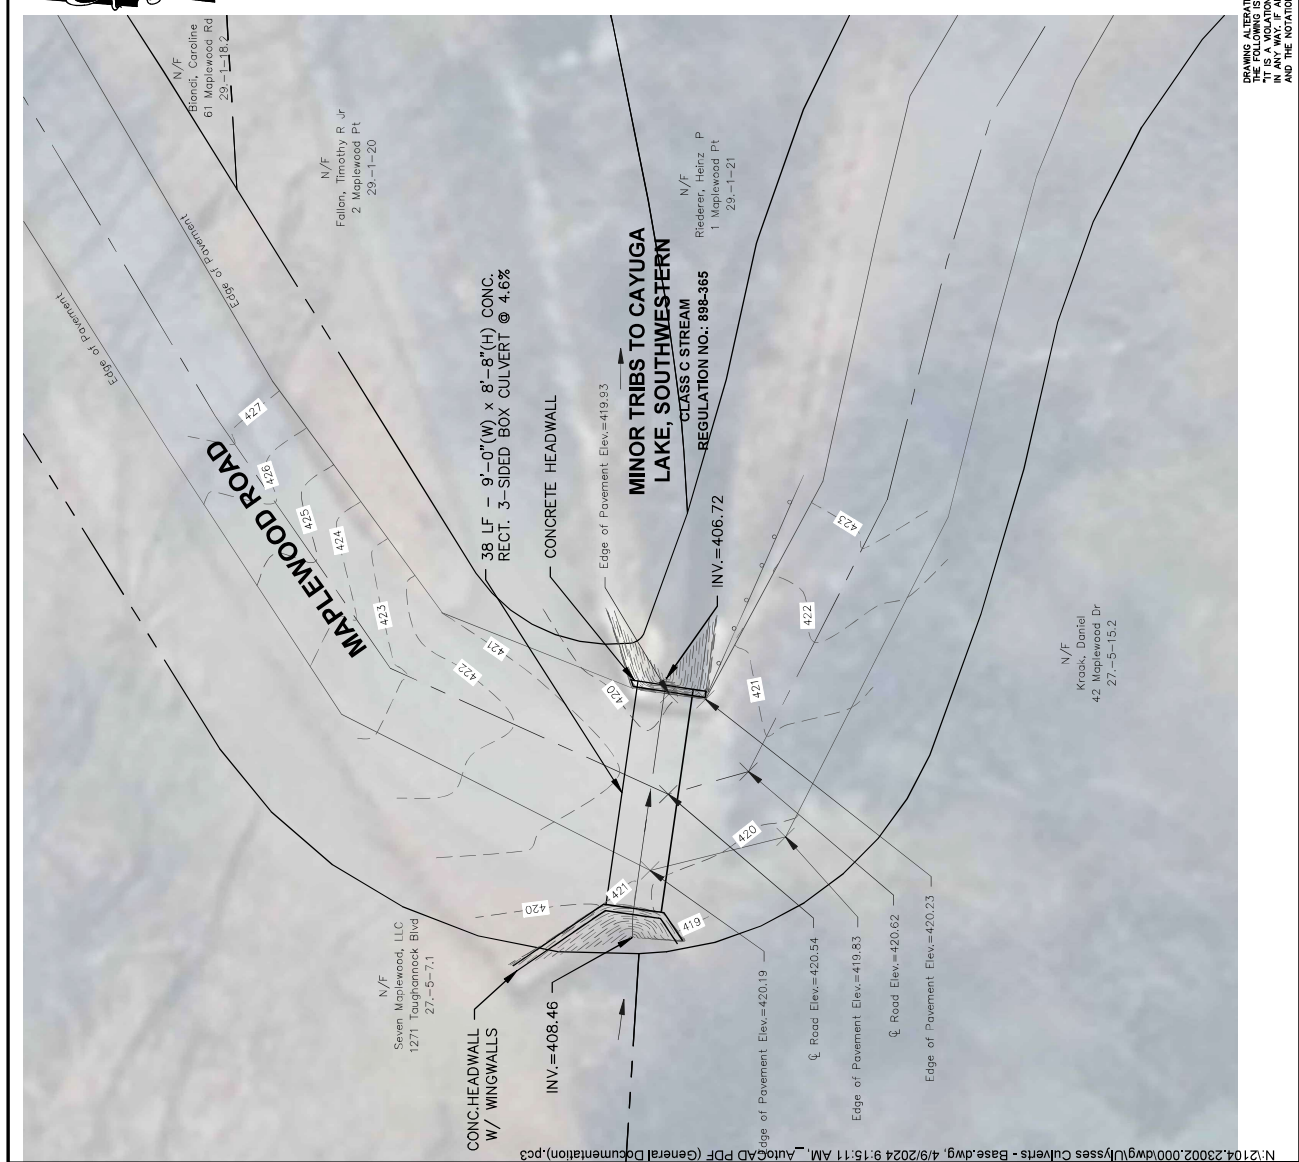 DRAWING ALTERATI
THE FOLLOWING IS
"IT IS A VIOLATION
IN ANY WAY. IF AN
AND THE NOTATION
N/F
Biondi, Caroline
61 Maplewood Rd
29.-1-18.2
N/F
Fallon, Timothy R Jr
2 Maplewood Pt
29.-1-20
N/F
Riederer, Heinz P
1 Maplewood Pt
29.-1-21
Edge of Pavement
Edge of Pavement
MAPLEWOOD ROAD
427
426
425
424
423
422
421
420
38 LF - 9'-0"(W) x 8'-8"(H) CONC.
RECT. 3-SIDED BOX CULVERT @ 4.6%
CONCRETE HEADWALL
Edge of Pavement Elev.=419.93
MINOR TRIBS TO CAYUGA
LAKE, SOUTHWESTERN
CLASS C STREAM
REGULATION NO.: 898-365
INV.=406.72
423
422
421
420
421
420
419
N/F
Kraak, Daniel
42 Maplewood Dr
27.-5-15.2
N/F
Seven Maplewood, LLC
1271 Taughannock Blvd
27.-5-7.1
CONC.HEADWALL
W/ WINGWALLS
INV.=408.46
dge of Pavement Elev.=420.19
℄ Road Elev.=420.54
Edge of Pavement Elev.=419.83
℄ Road Elev.=420.62
Edge of Pavement Elev.=420.23
N:\2104.23002.000\dwg\Ulysses Culverts - Base.dwg, 4/9/2024 9:15:11 AM, _AutoCAD PDF (General Documentation).pc3